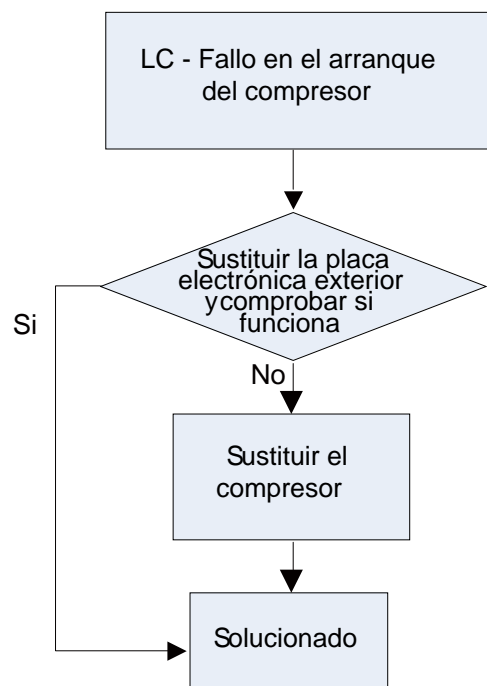 LC - Fallo en el arranque
del compresor
Sustituir la placa
electrónica exterior
y comprobar si
funciona
Si
No
Sustituir el
compresor
Solucionado